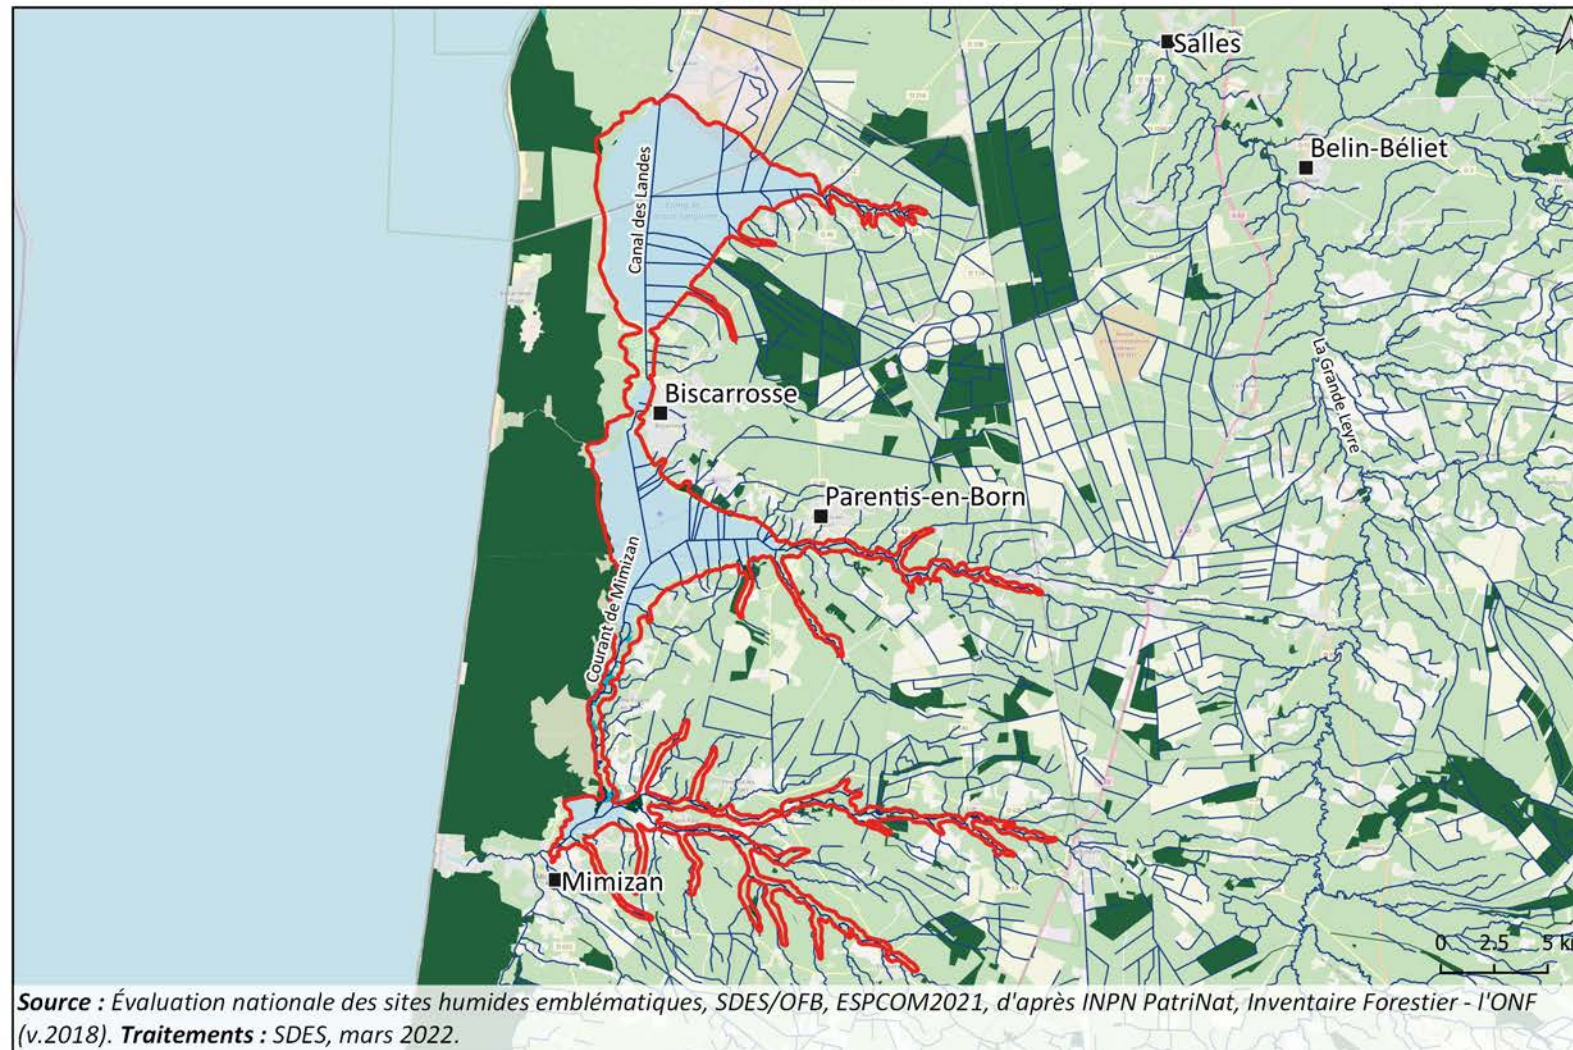 Salles
Belin-Béliet
Canal des Landes
La Grande Leyre
Biscarrosse
Parentis-en-Born
Courant de Mimizan
Mimizan
0 2.5 5 k
Source : Évaluation nationale des sites humides emblématiques, SDES/OFB, ESPCOM2021, d'après INPN PatriNat, Inventaire Forestier - l'ONF
(v.2018). Traitements : SDES, mars 2022.